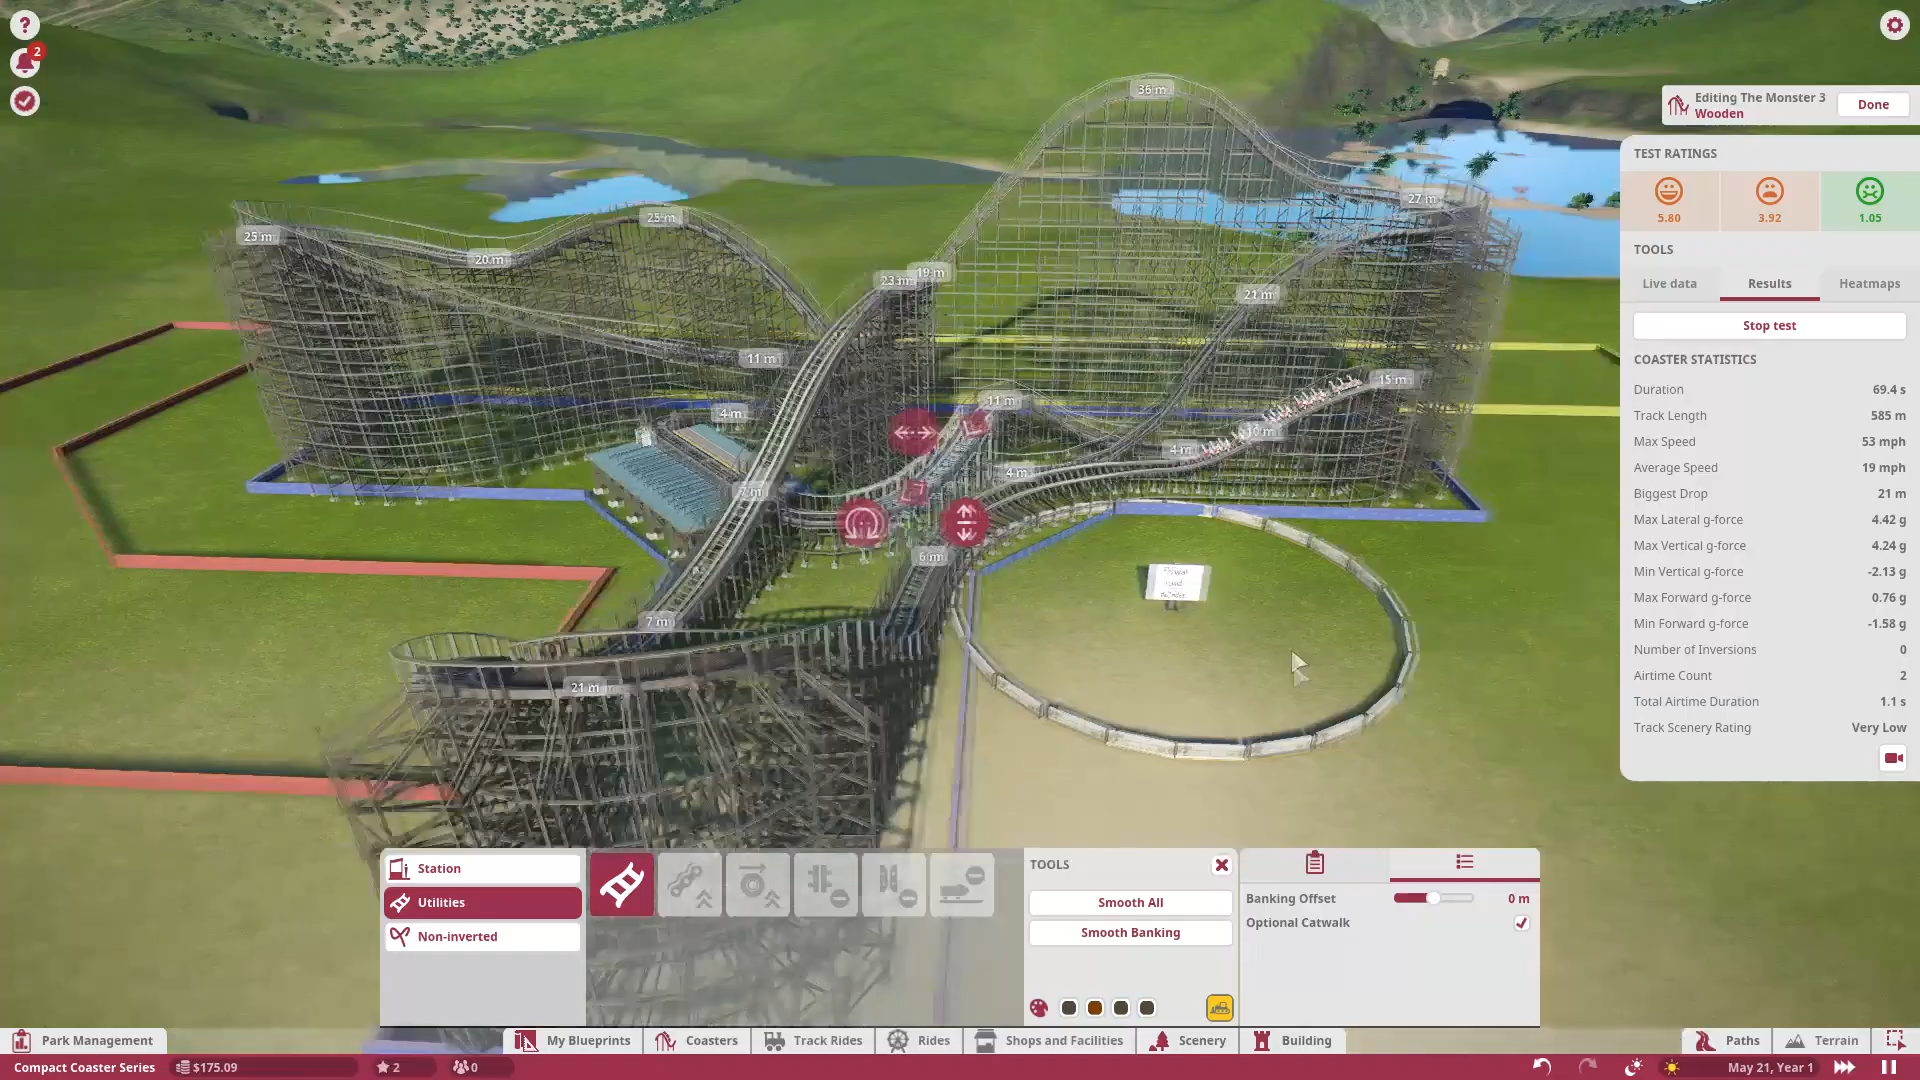 ?
2
Editing The Monster 3
Wooden
Done
TEST RATINGS
5.80
3.92
1.05
TOOLS
Live data
Results
Heatmaps
Stop test
COASTER STATISTICS
Duration 69.4 s
Track Length 585 m
Max Speed 53 mph
Average Speed 19 mph
Biggest Drop 21 m
Max Lateral g-force 4.42 g
Max Vertical g-force 4.24 g
Min Vertical g-force -2.13 g
Max Forward g-force 0.76 g
Min Forward g-force -1.58 g
Number of Inversions 0
Airtime Count 2
Total Airtime Duration 1.1 s
Track Scenery Rating Very Low
36 m
27 m
25 m
25 m
20 m
19 m
23 m
21 m
11 m
15 m
11 m
4 m
4 m
4 m
6 m
7 m
21 m
Station
Utilities
Non-inverted
TOOLS
Smooth All
Smooth Banking
Banking Offset 0 m
Optional Catwalk
Park Management
My Blueprints
Coasters
Track Rides
Rides
Shops and Facilities
Scenery
Building
Paths
Terrain
Compact Coaster Series
$175.09
2
0
May 21, Year 1